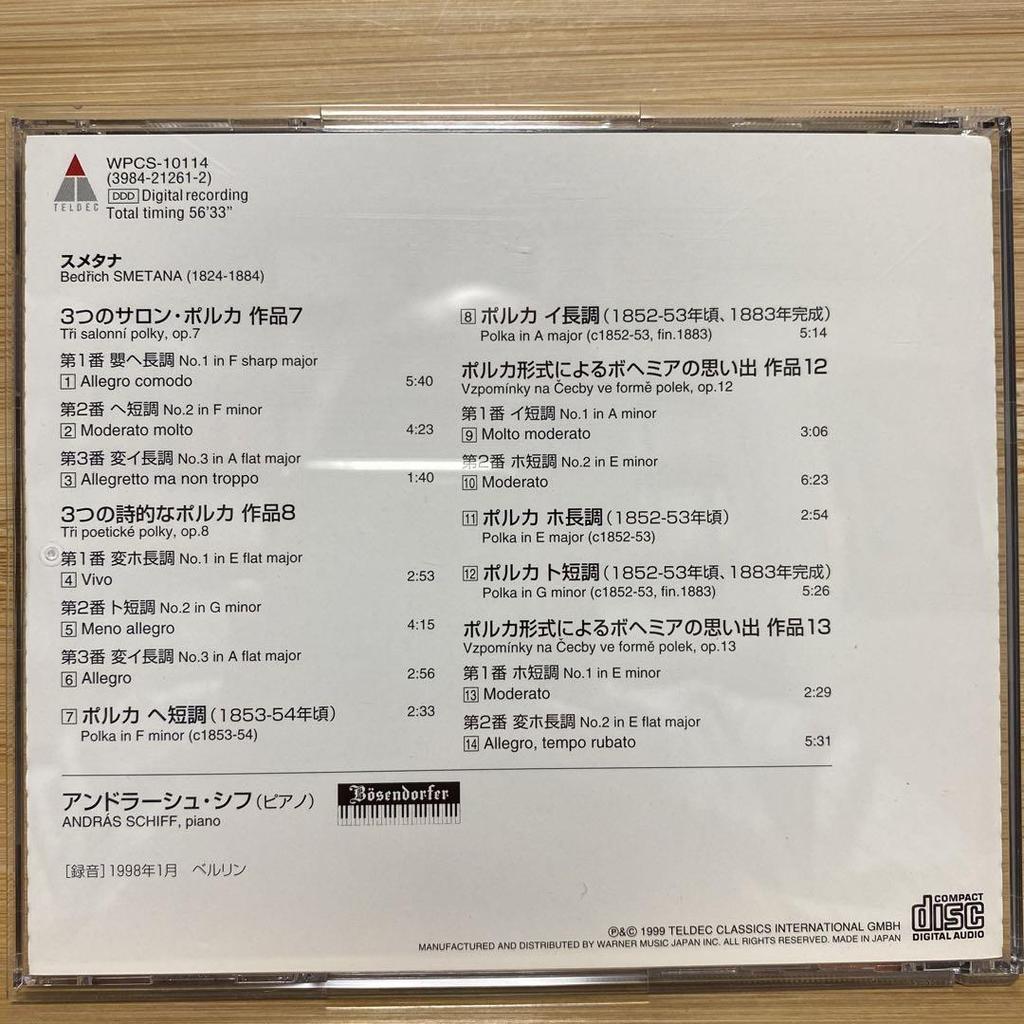 WPCS-10114
(3984-21261-2)
DDD Digital recording
Total timing 56'33"
TELDEC
スメタナ
Bedřich SMETANA (1824-1884)
3つのサロン・ポルカ 作品7
Tři salonní polky, op.7
第1番 嬰ヘ長調 No.1 in F sharp major
1 Allegro comodo 5:40
第2番 ヘ短調 No.2 in F minor
2 Moderato molto 4:23
第3番 変イ長調 No.3 in A flat major
3 Allegretto ma non troppo 1:40
3つの詩的なポルカ 作品8
Tři poetické polky, op.8
第1番 変ホ長調 No.1 in E flat major
4 Vivo 2:53
第2番 ト短調 No.2 in G minor
5 Meno allegro 4:15
第3番 変イ長調 No.3 in A flat major
6 Allegro 2:56
7 ポルカ ヘ短調(1853-54年頃) 2:33
Polka in F minor (c1853-54)
8 ポルカ イ長調(1852-53年頃、1883年完成)
Polka in A major (c1852-53, fin.1883) 5:14
ポルカ形式によるボヘミアの思い出 作品12
Vzpomínky na Čecby ve formě polek, op.12
第1番 イ短調 No.1 in A minor
9 Molto moderato 3:06
第2番 ホ短調 No.2 in E minor
10 Moderato 6:23
11 ポルカ ホ長調(1852-53年頃) 2:54
Polka in E major (c1852-53)
12 ポルカ ト短調(1852-53年頃、1883年完成)
Polka in G minor (c1852-53, fin.1883) 5:26
ポルカ形式によるボヘミアの思い出 作品13
Vzpomínky na Čecby ve formě polek, op.13
第1番 ホ短調 No.1 in E minor
13 Moderato 2:29
第2番 変ホ長調 No.2 in E flat major
14 Allegro, tempo rubato 5:31
アンドラーシュ・シフ(ピアノ)
ANDRÁS SCHIFF, piano
Bösendorfer
[録音]1998年1月 ベルリン
℗&© 1999 TELDEC CLASSICS INTERNATIONAL GMBH
MANUFACTURED AND DISTRIBUTED BY WARNER MUSIC JAPAN INC. ALL RIGHTS RESERVED. MADE IN JAPAN
COMPACT
disc
DIGITAL AUDIO